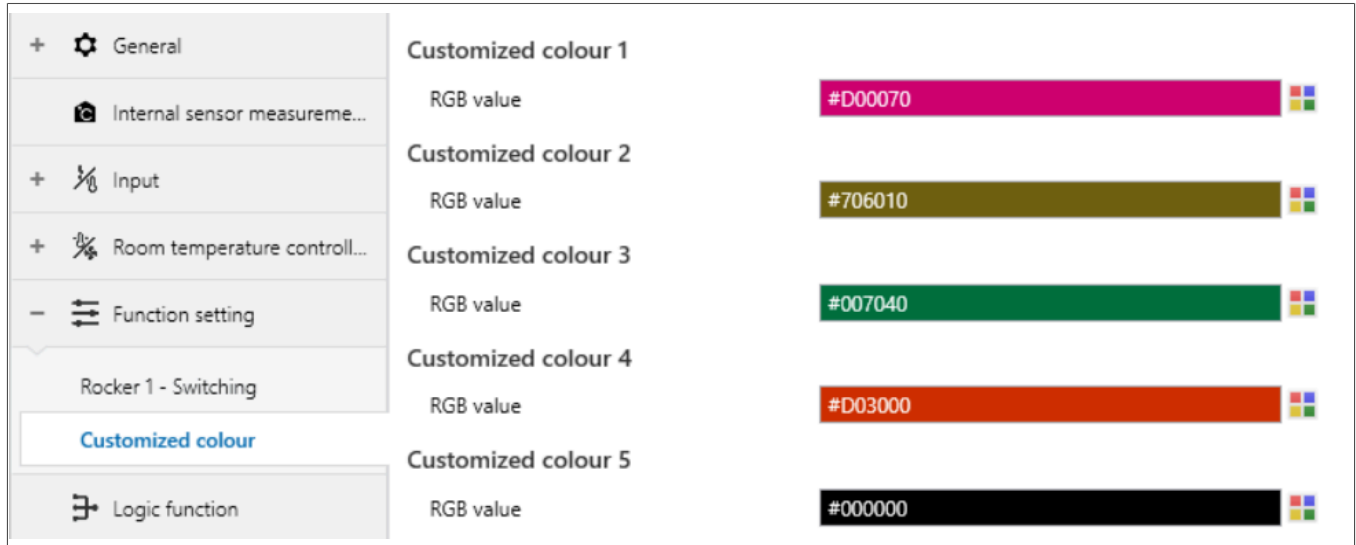 + General
Internal sensor measureme...
+ Input
+ Room temperature controll...
− Function setting
Rocker 1 - Switching
Customized colour
Logic function
Customized colour 1
RGB value #D00070
Customized colour 2
RGB value #706010
Customized colour 3
RGB value #007040
Customized colour 4
RGB value #D03000
Customized colour 5
RGB value #000000